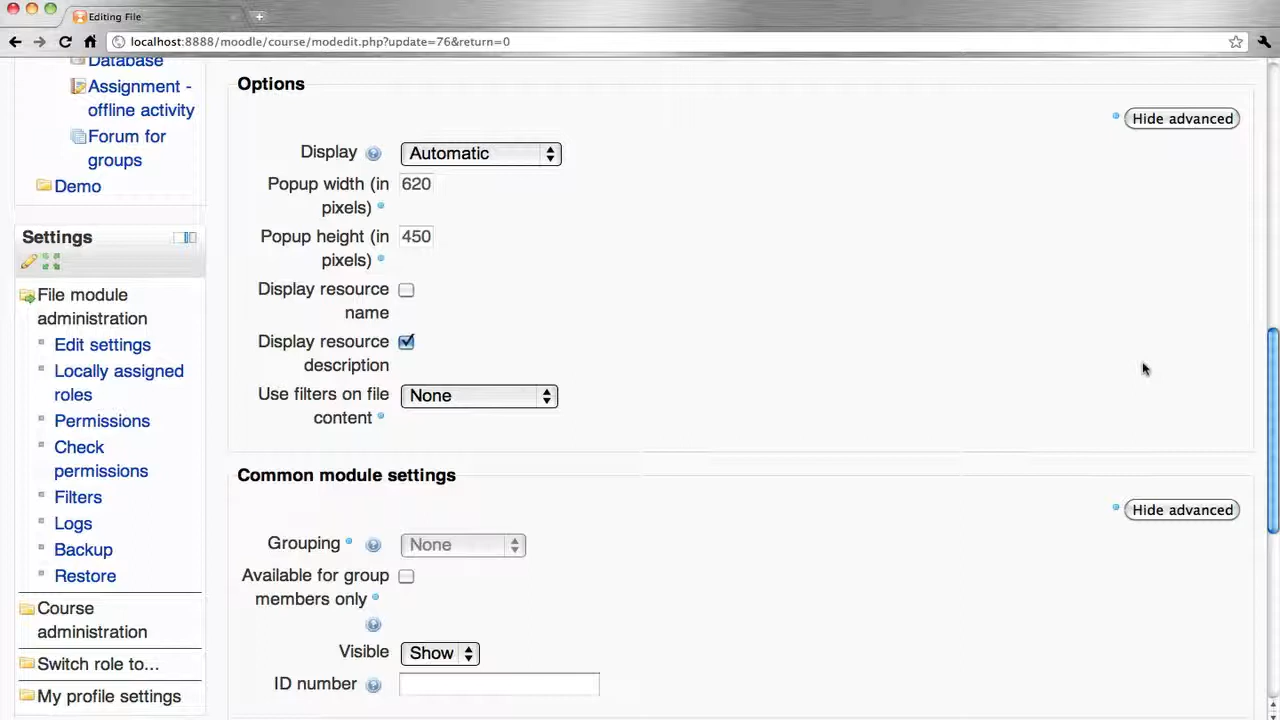 Editing File
localhost:8888/moodle/course/modedit.php?update=76&return=0
Database
Assignment -
offline activity
Forum for
groups
Demo
Settings
File module
administration
Edit settings
Locally assigned
roles
Permissions
Check
permissions
Filters
Logs
Backup
Restore
Course
administration
Switch role to...
My profile settings
Options
Hide advanced
Display Automatic
Popup width (in
pixels) 620
Popup height (in
pixels) 450
Display resource
name
Display resource
description
Use filters on file
content None
Common module settings
Hide advanced
Grouping None
Available for group
members only
Visible Show
ID number